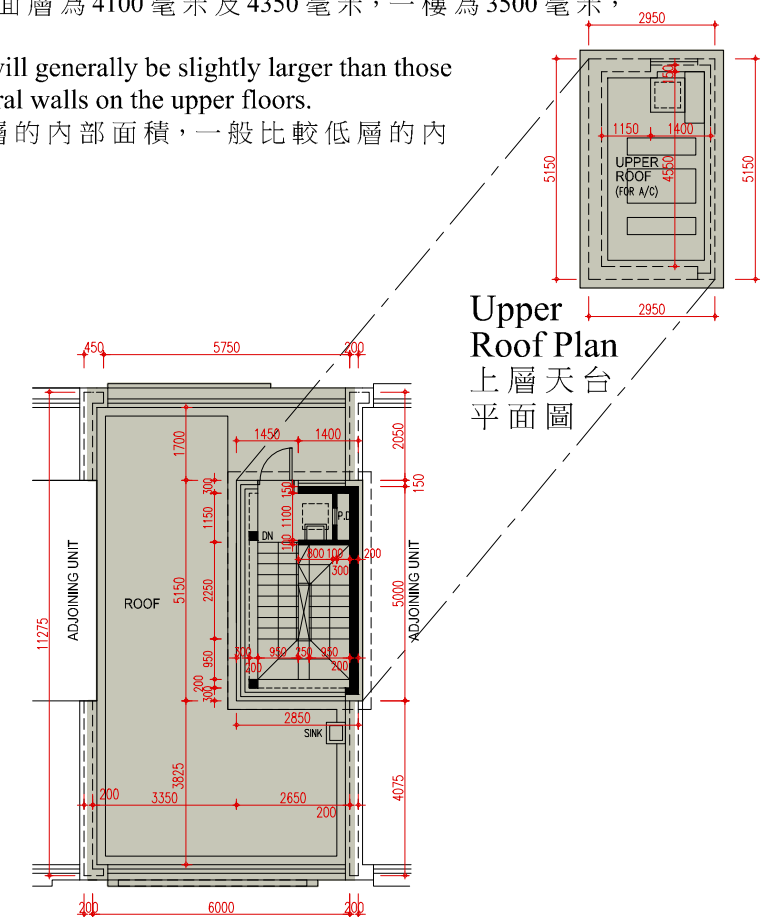 面層為4100毫米及4350毫米，一樓為3500毫米，
will generally be slightly larger than those
ral walls on the upper floors.
層的內部面積，一般比較低層的內
2950
150
1150 1400
5150
4550
5150
UPPER
ROOF
(FOR A/C)
2950
Upper
Roof Plan
上層天台
平面圖
450 5750 200
1700
1450 1400
2050
300
150
150
1150
1100
P.D
DN
100
800 100 200
300
ADJOINING UNIT
ROOF
5150
2250
5000
ADJOINING UNIT
11275
950
300 950 250 950
200 200
200
300
2850
SINK
3825
4075
200
3350 2650
200
200 6000 200